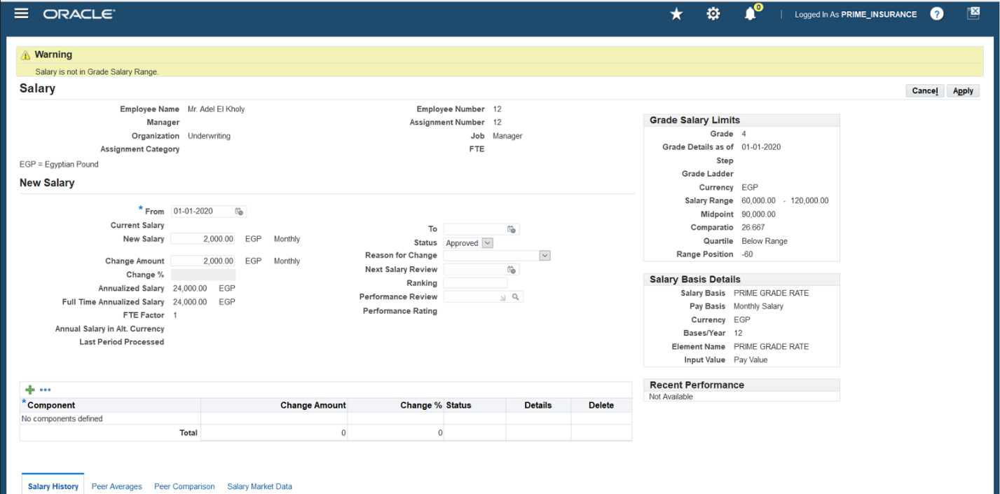 ORACLE
0
Logged In As PRIME_INSURANCE
?
Warning
Salary is not in Grade Salary Range.
Salary
Cancel Apply
Employee Name Mr. Adel El Kholy
Employee Number 12
Manager
Assignment Number 12
Organization Underwriting
Job Manager
Assignment Category
FTE
EGP = Egyptian Pound
New Salary
* From 01-01-2020
Current Salary
New Salary 2,000.00 EGP Monthly
Change Amount 2,000.00 EGP Monthly
Change %
Annualized Salary 24,000.00 EGP
Full Time Annualized Salary 24,000.00 EGP
FTE Factor 1
Annual Salary in Alt. Currency
Last Period Processed
To
Status Approved
Reason for Change
Next Salary Review
Ranking
Performance Review
Performance Rating
Grade Salary Limits
Grade 4
Grade Details as of 01-01-2020
Step
Grade Ladder
Currency EGP
Salary Range 60,000.00 - 120,000.00
Midpoint 90,000.00
Comparatio 26.667
Quartile Below Range
Range Position -60
Salary Basis Details
Salary Basis PRIME GRADE RATE
Pay Basis Monthly Salary
Currency EGP
Bases/Year 12
Element Name PRIME GRADE RATE
Input Value Pay Value
Recent Performance
Not Available
* Component Change Amount Change % Status Details Delete
No components defined
Total 0 0
Salary History Peer Averages Peer Comparison Salary Market Data